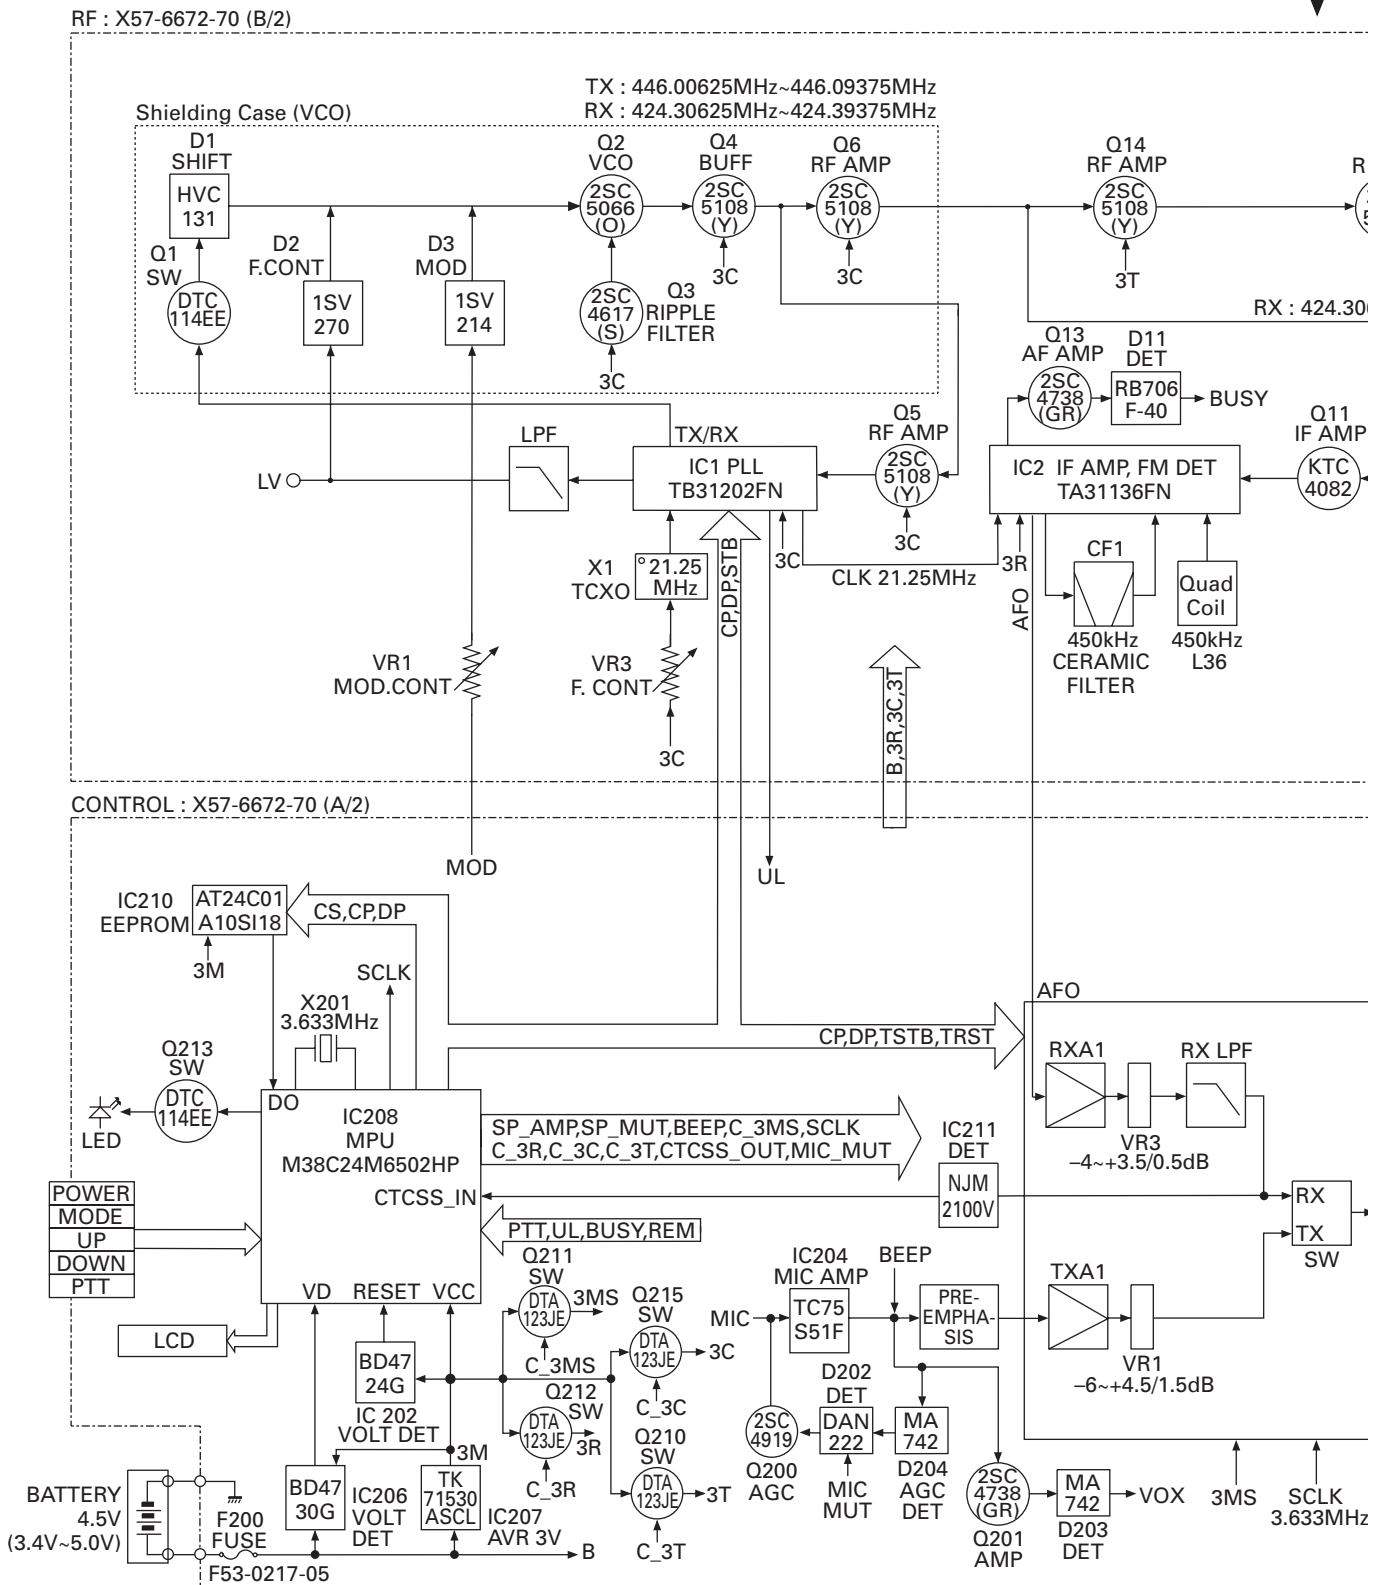 RF : X57-6672-70 (B/2)
TX : 446.00625MHz~446.09375MHz
RX : 424.30625MHz~424.39375MHz
Shielding Case (VCO)
D1
SHIFT
HVC
131
Q1
SW
DTC
114EE
D2
F.CONT
1SV
270
D3
MOD
1SV
214
Q2
VCO
2SC
5066
(O)
Q3
RIPPLE
FILTER
2SC
4617
(S)
3C
Q4
BUFF
2SC
5108
(Y)
3C
Q6
RF AMP
2SC
5108
(Y)
3C
Q14
RF AMP
2SC
5108
(Y)
3T
R
5
RX : 424.30
Q13
AF AMP
2SC
4738
(GR)
D11
DET
RB706
F-40
BUSY
Q11
IF AMP
KTC
4082
LPF
LV
TX/RX
IC1 PLL
TB31202FN
Q5
RF AMP
2SC
5108
(Y)
3C
IC2 IF AMP, FM DET
TA31136FN
3C
CLK 21.25MHz
3R
AFO
CP,DP,STB
X1
TCXO
21.25
MHz
CF1
450kHz
CERAMIC
FILTER
Quad
Coil
450kHz
L36
VR1
MOD.CONT
VR3
F. CONT
3C
B,3R,3C,3T
CONTROL : X57-6672-70 (A/2)
MOD
UL
IC210
EEPROM
AT24C01
A10SI18
3M
CS,CP,DP
SCLK
X201
3.633MHz
Q213
SW
DTC
114EE
LED
DO
IC208
MPU
M38C24M6502HP
CTCSS_IN
VD
RESET
VCC
CP,DP,TSTB,TRST
SP_AMP,SP_MUT,BEEP,C_3MS,SCLK
C_3R,C_3C,C_3T,CTCSS_OUT,MIC_MUT
PTT,UL,BUSY,REM
IC211
DET
NJM
2100V
AFO
RXA1
VR3
–4~+3.5/0.5dB
RX LPF
RX
TX
SW
POWER
MODE
UP
DOWN
PTT
LCD
BD47
24G
IC 202
VOLT DET
Q211
SW
DTA
123JE
3MS
C_3MS
Q212
SW
DTA
123JE
3R
C_3R
Q215
SW
DTA
123JE
3C
C_3C
Q210
SW
DTA
123JE
3T
C_3T
MIC
IC204
MIC AMP
TC75
S51F
BEEP
PRE-
EMPHA-
SIS
TXA1
VR1
–6~+4.5/1.5dB
2SC
4919
Q200
AGC
D202
DET
DAN
222
MIC
MUT
MA
742
D204
AGC
DET
2SC
4738
(GR)
Q201
AMP
MA
742
D203
DET
VOX
3MS
SCLK
3.633MHz
3M
BD47
30G
IC206
VOLT
DET
TK
71530
ASCL
IC207
AVR 3V
B
BATTERY
4.5V
(3.4V~5.0V)
F200
FUSE
F53-0217-05